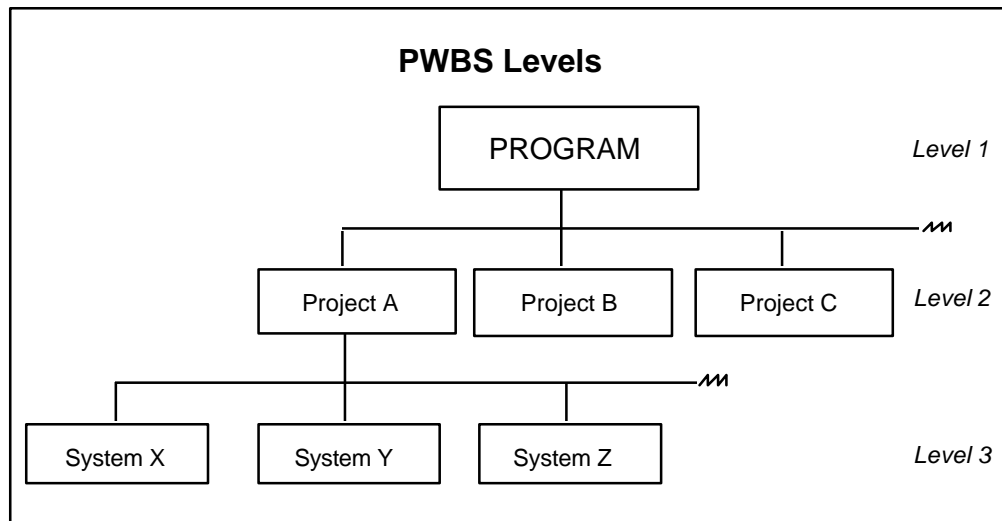 PWBS Levels
PROGRAM
Level 1
Project A
Project B
Project C
Level 2
System X
System Y
System Z
Level 3